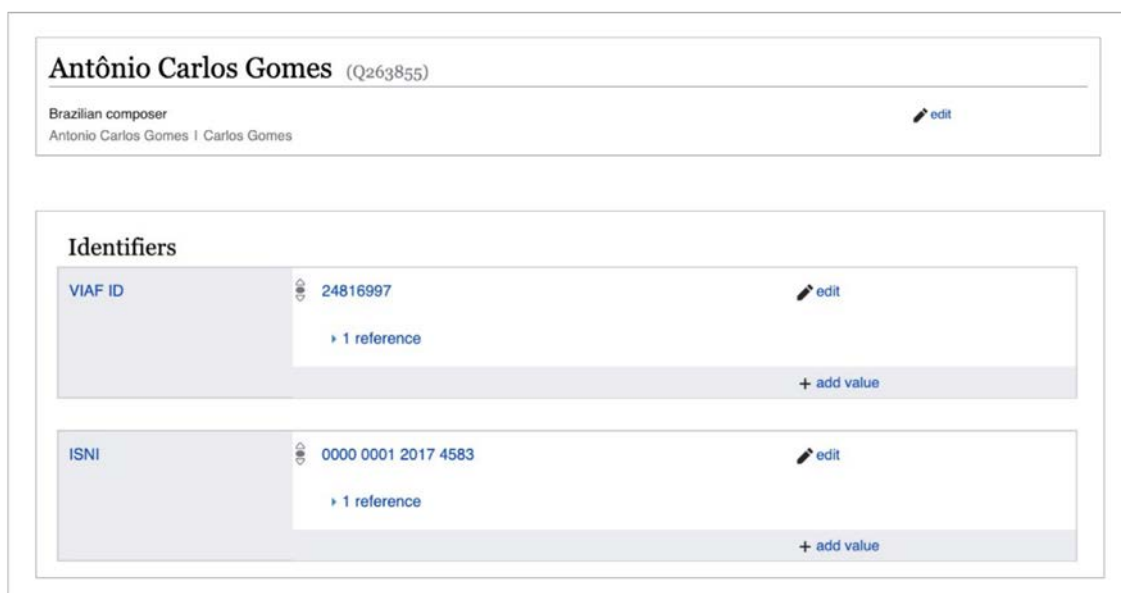 Antônio Carlos Gomes (Q263855)
Brazilian composer
edit
Antonio Carlos Gomes | Carlos Gomes
Identifiers
VIAF ID
24816997
edit
1 reference
+ add value
ISNI
0000 0001 2017 4583
edit
1 reference
+ add value